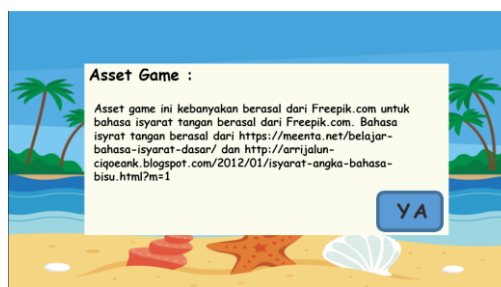 Asset Game :
Asset game ini kebanyakan berasal dari Freepik.com untuk
bahasa isyarat tangan berasal dari Freepik.com. Bahasa
isyrat tangan berasal dari https://meenta.net/belajar-
bahasa-isyarat-dasar/ dan http://arrijalun-
ciqoeank.blogspot.com/2012/01/isyarat-angka-bahasa-
bisu.html?m=1
YA